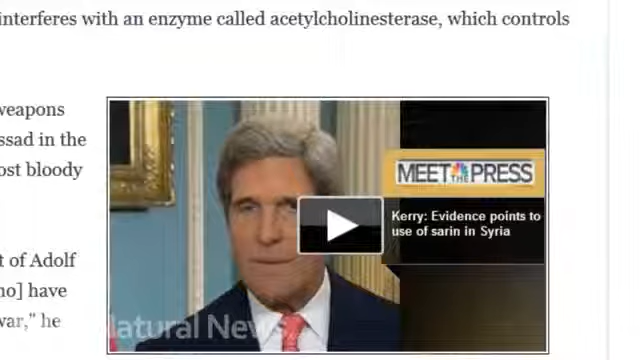 interferes with an enzyme called acetylcholinesterase, which controls
weapons
ssad in the
ost bloody
t of Adolf
no] have
war," he
MEET THE PRESS
Kerry: Evidence points to
use of sarin in Syria
Natural News